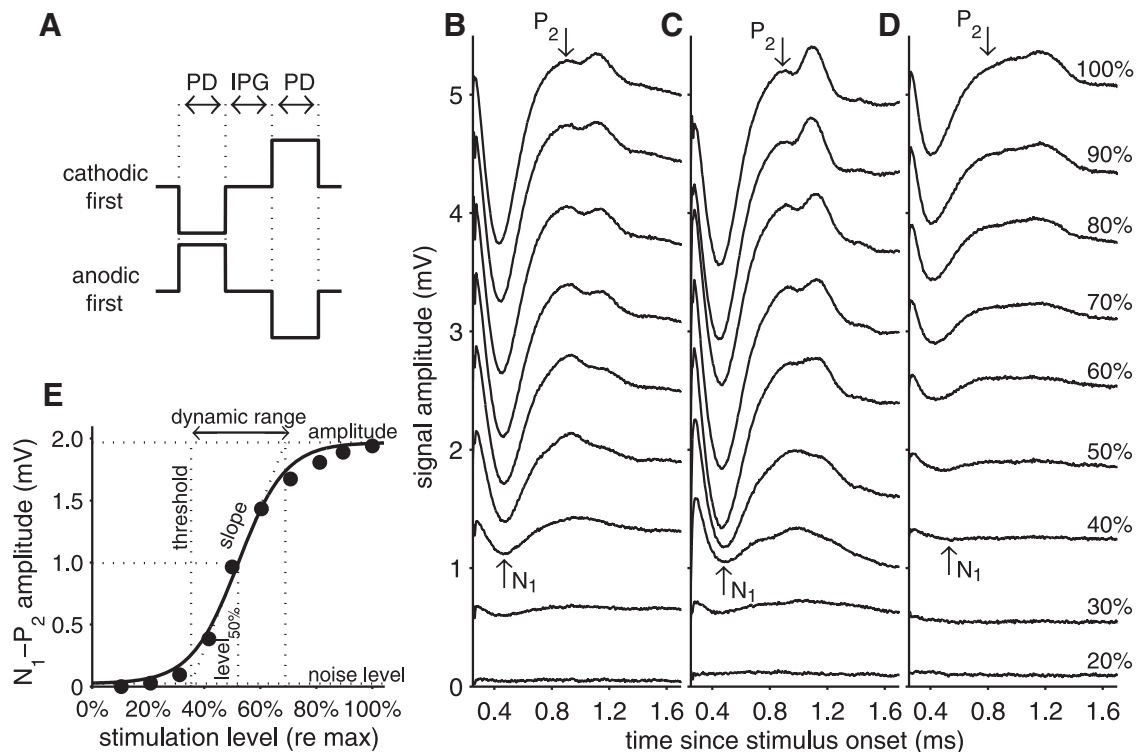 A
PD IPG PD
cathodic
first
anodic
first
B
P2
C
P2
D
100%
90%
80%
70%
60%
50%
40%
30%
20%
N1
N1
N1
signal amplitude (mV)
5
4
3
2
1
0
0.4 0.8 1.2 1.6
0.4 0.8 1.2 1.6
0.4 0.8 1.2 1.6
time since stimulus onset (ms)
E
dynamic range
amplitude
threshold
slope
level50%
noise level
N1–P2 amplitude (mV)
2.0
1.5
1.0
0.5
0
0% 20% 40% 60% 80% 100%
stimulation level (re max)